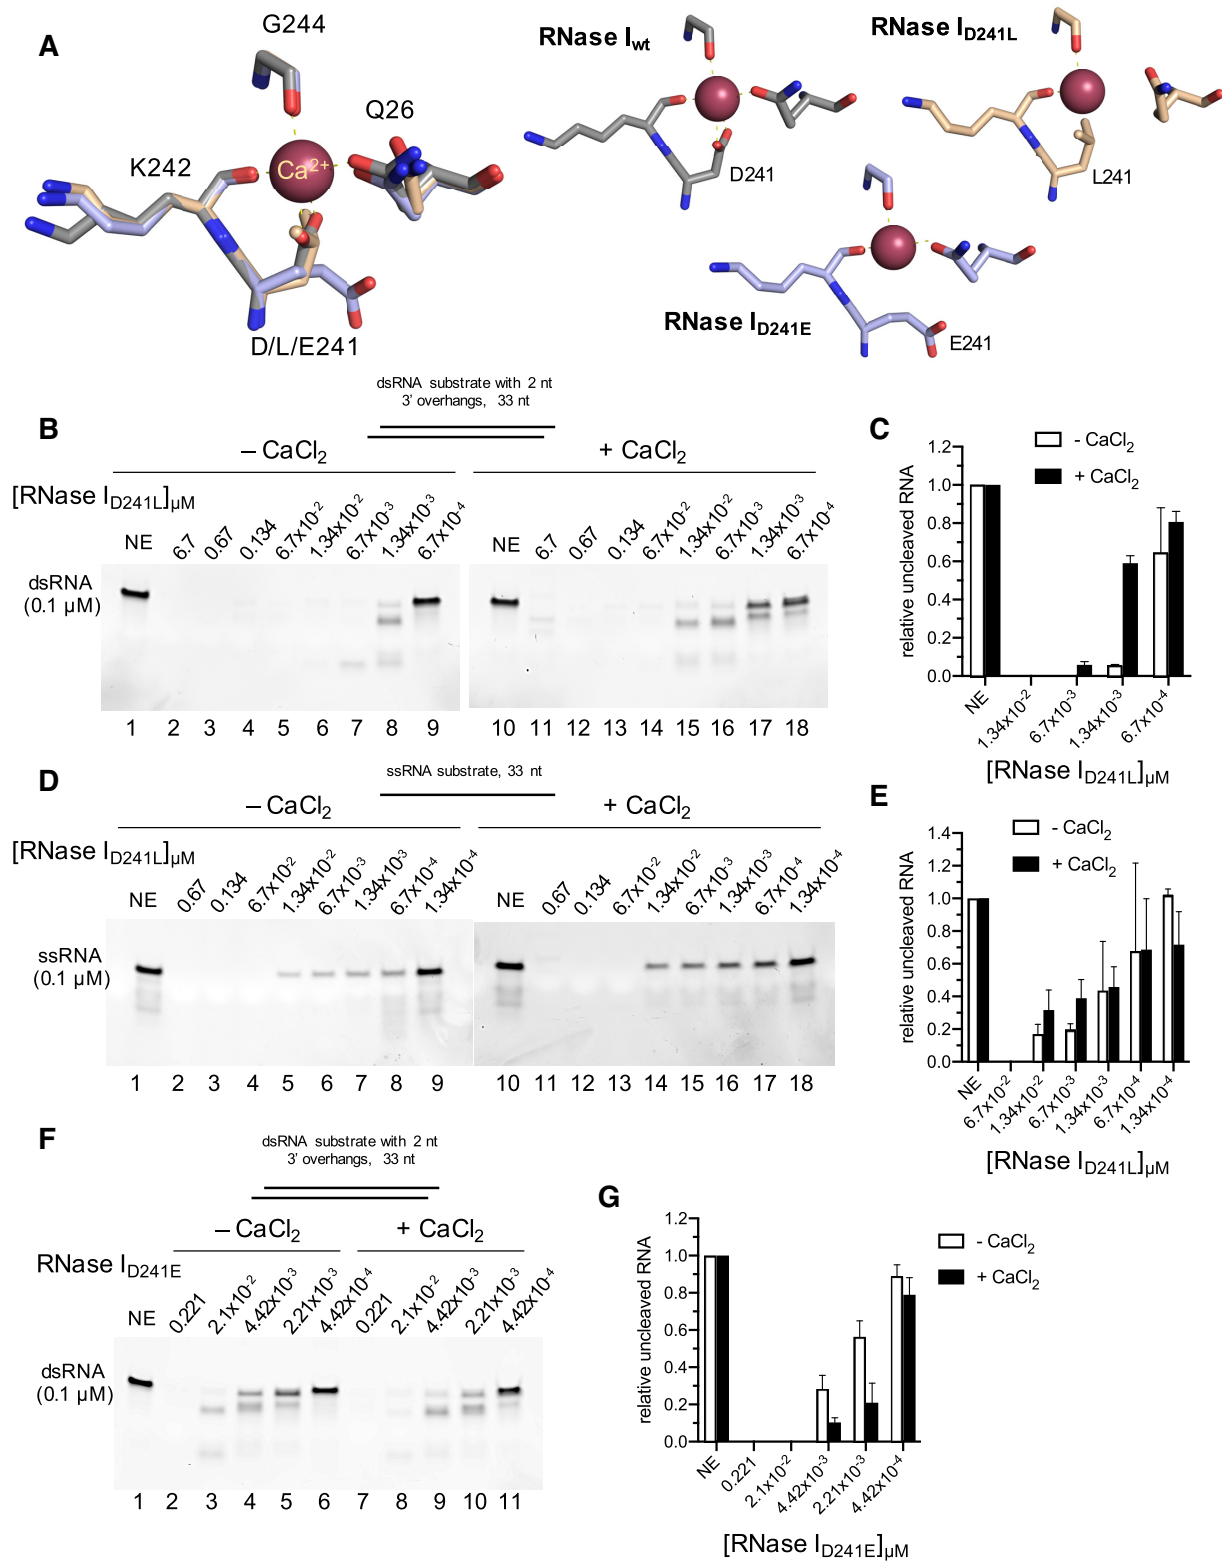 A
G244
Q26
K242
Ca2+
D/L/E241
RNase Iwt
D241
RNase ID241L
L241
RNase ID241E
E241
B
dsRNA substrate with 2 nt
3' overhangs, 33 nt
– CaCl2
+ CaCl2
[RNase ID241L]µM
NE 6.7 0.67 0.134 6.7x10-2 1.34x10-2 6.7x10-3 1.34x10-3 6.7x10-4
NE 6.7 0.67 0.134 6.7x10-2 1.34x10-2 6.7x10-3 1.34x10-3 6.7x10-4
dsRNA
(0.1 µM)
1 2 3 4 5 6 7 8 9 10 11 12 13 14 15 16 17 18
C
- CaCl2
+ CaCl2
relative uncleaved RNA
1.2
1.0
0.8
0.6
0.4
0.2
0.0
NE 1.34x10-2 6.7x10-3 1.34x10-3 6.7x10-4
[RNase ID241L]µM
D
ssRNA substrate, 33 nt
– CaCl2
+ CaCl2
[RNase ID241L]µM
NE 0.67 0.134 6.7x10-2 1.34x10-2 6.7x10-3 1.34x10-3 6.7x10-4 1.34x10-4
NE 0.67 0.134 6.7x10-2 1.34x10-2 6.7x10-3 1.34x10-3 6.7x10-4 1.34x10-4
ssRNA
(0.1 µM)
1 2 3 4 5 6 7 8 9 10 11 12 13 14 15 16 17 18
E
- CaCl2
+ CaCl2
relative uncleaved RNA
1.4
1.2
1.0
0.8
0.6
0.4
0.2
0.0
NE 6.7x10-2 1.34x10-2 6.7x10-3 1.34x10-3 6.7x10-4 1.34x10-4
[RNase ID241L]µM
F
dsRNA substrate with 2 nt
3' overhangs, 33 nt
– CaCl2
+ CaCl2
RNase ID241E
NE 0.221 2.1x10-2 4.42x10-3 2.21x10-3 4.42x10-4 0.221 2.1x10-2 4.42x10-3 2.21x10-3 4.42x10-4
dsRNA
(0.1 µM)
1 2 3 4 5 6 7 8 9 10 11
G
- CaCl2
+ CaCl2
relative uncleaved RNA
1.2
1.0
0.8
0.6
0.4
0.2
0.0
NE 0.221 2.1x10-2 4.42x10-3 2.21x10-3 4.42x10-4
[RNase ID241E]µM